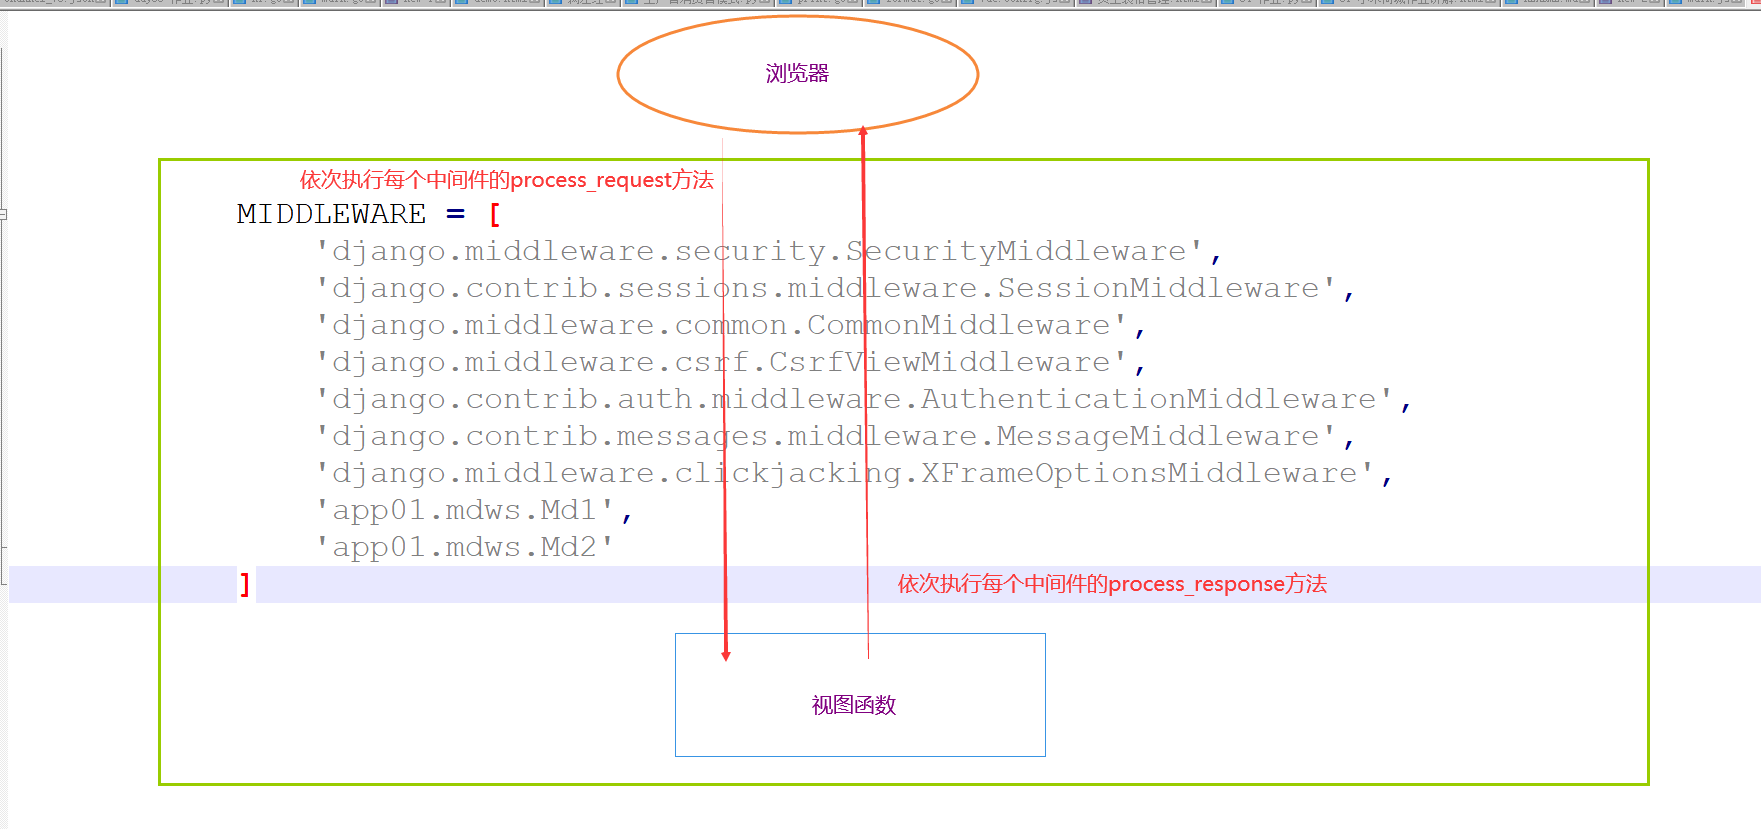 浏览器
依次执行每个中间件的process_request方法
MIDDLEWARE = [
'django.middleware.security.SecurityMiddleware',
'django.contrib.sessions.middleware.SessionMiddleware',
'django.middleware.common.CommonMiddleware',
'django.middleware.csrf.CsrfViewMiddleware',
'django.contrib.auth.middleware.AuthenticationMiddleware',
'django.contrib.messages.middleware.MessageMiddleware',
'django.middleware.clickjacking.XFrameOptionsMiddleware',
'app01.mdws.Md1',
'app01.mdws.Md2'
]
依次执行每个中间件的process_response方法
视图函数